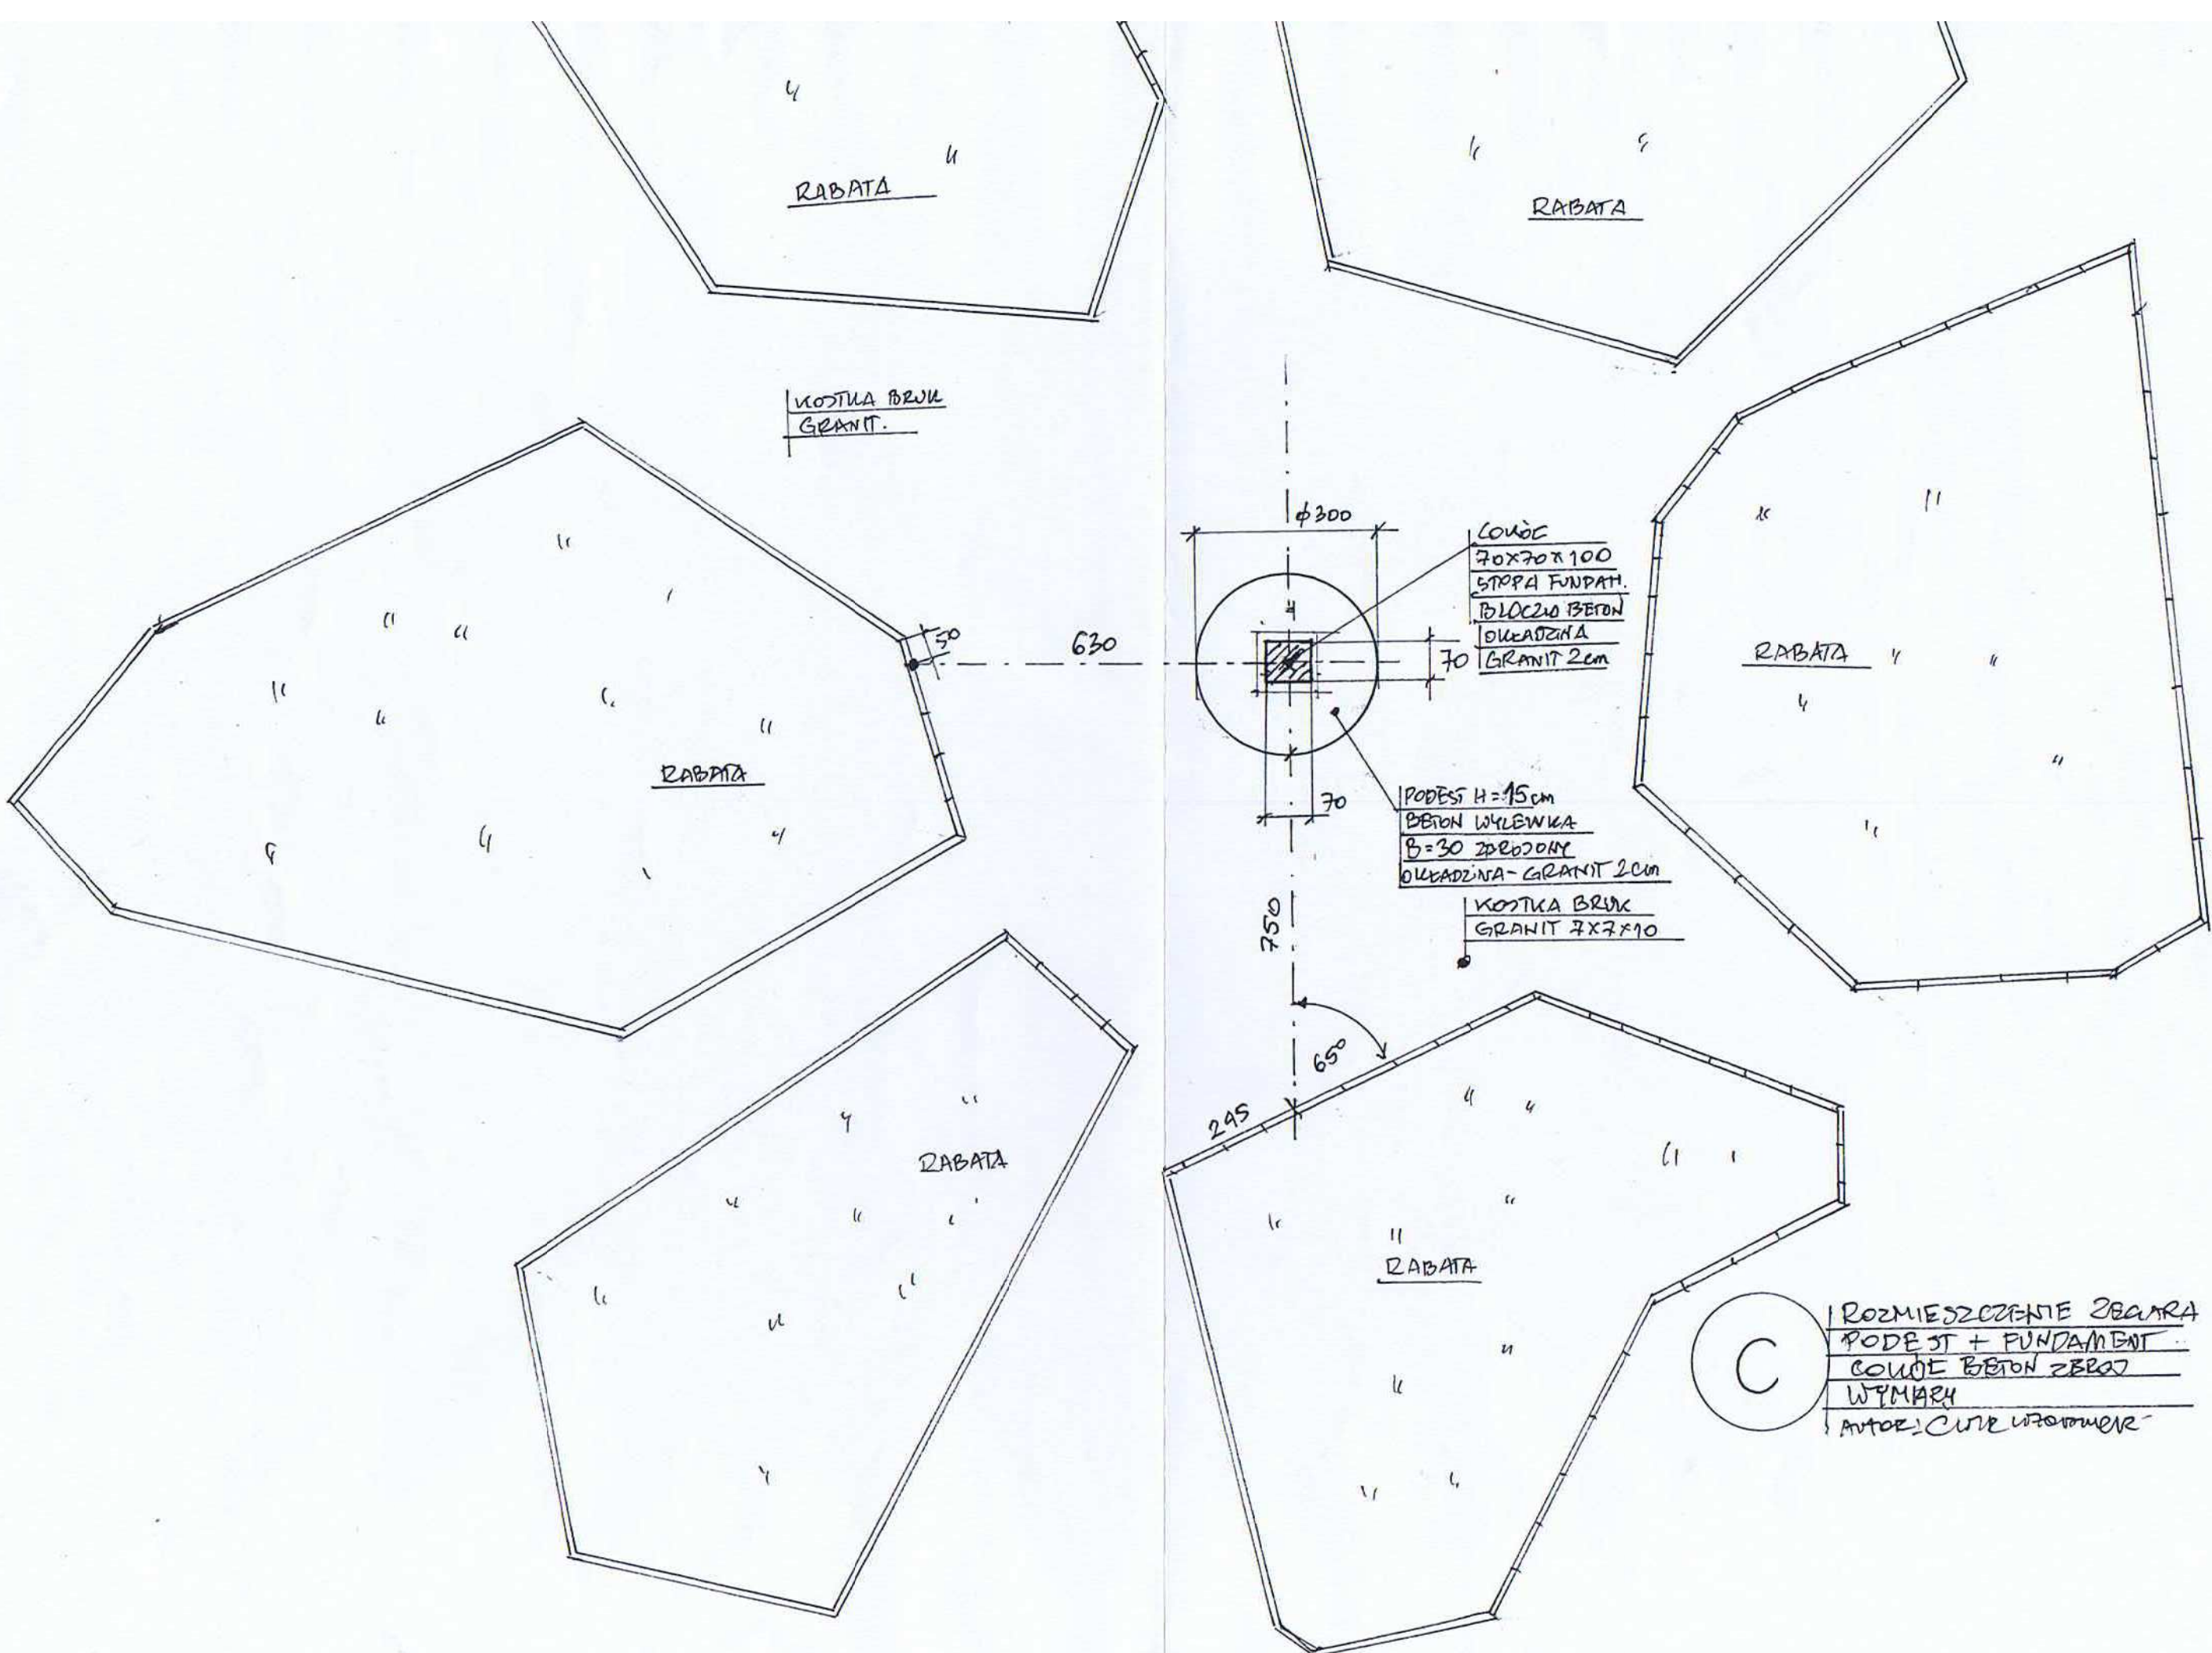 RABATA
RABATA
KOSTKA BRUK
GRANIT.
φ300
COKÓŁ
70x70x100
STOPA FUNDAM.
BLOCZKI BETON
OKŁADZINA
GRANIT 2cm
70
50
630
RABATA
RABATA
70
PODEST H=15cm
BETON WYLEWKA
B=30 ZBROJONY
OKŁADZINA - GRANIT 2cm
KOSTKA BRUK
GRANIT 7x7x10
750
65°
245
RABATA
RABATA
C
ROZMIESZCZENIE ZEGARA
PODEST + FUNDAMENT
COKÓŁ BETON ZBROJ
WYMIARY
AUTOR: